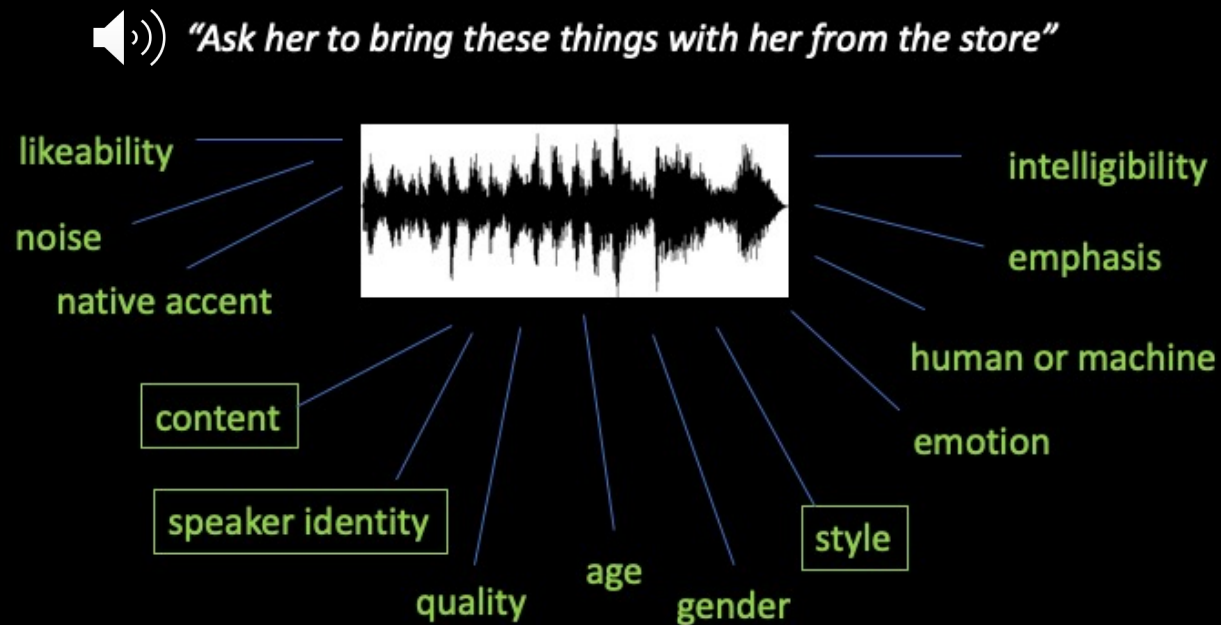 “Ask her to bring these things with her from the store”
likeability
noise
native accent
content
speaker identity
quality
age
gender
style
emotion
human or machine
emphasis
intelligibility